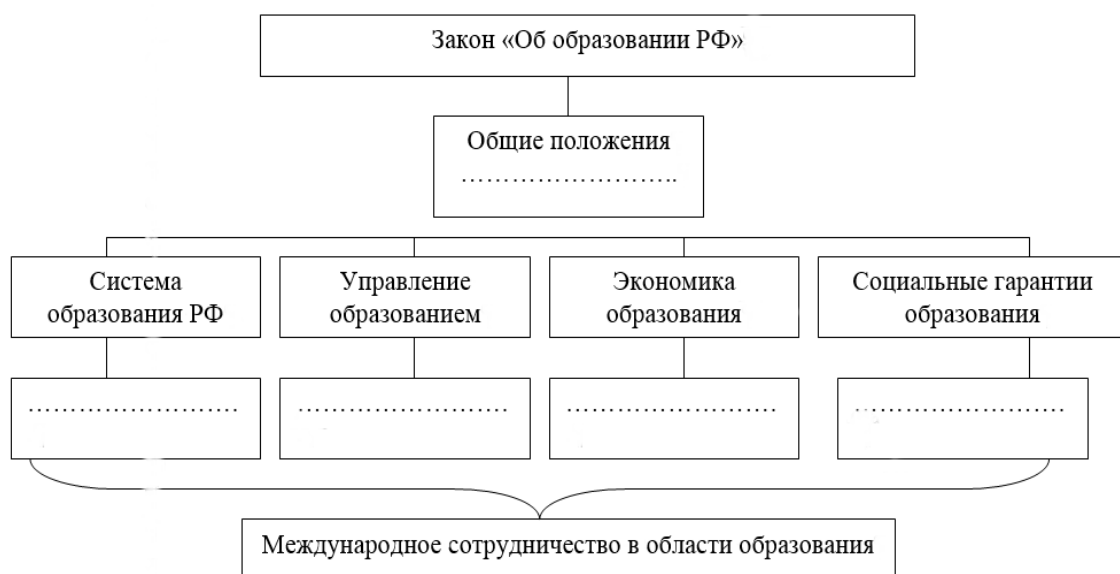 Закон «Об образовании РФ»
Общие положения
……………………..
Система
образования РФ
Управление
образованием
Экономика
образования
Социальные гарантии
образования
…………………….
…………………….
…………………….
…………………….
Международное сотрудничество в области образования